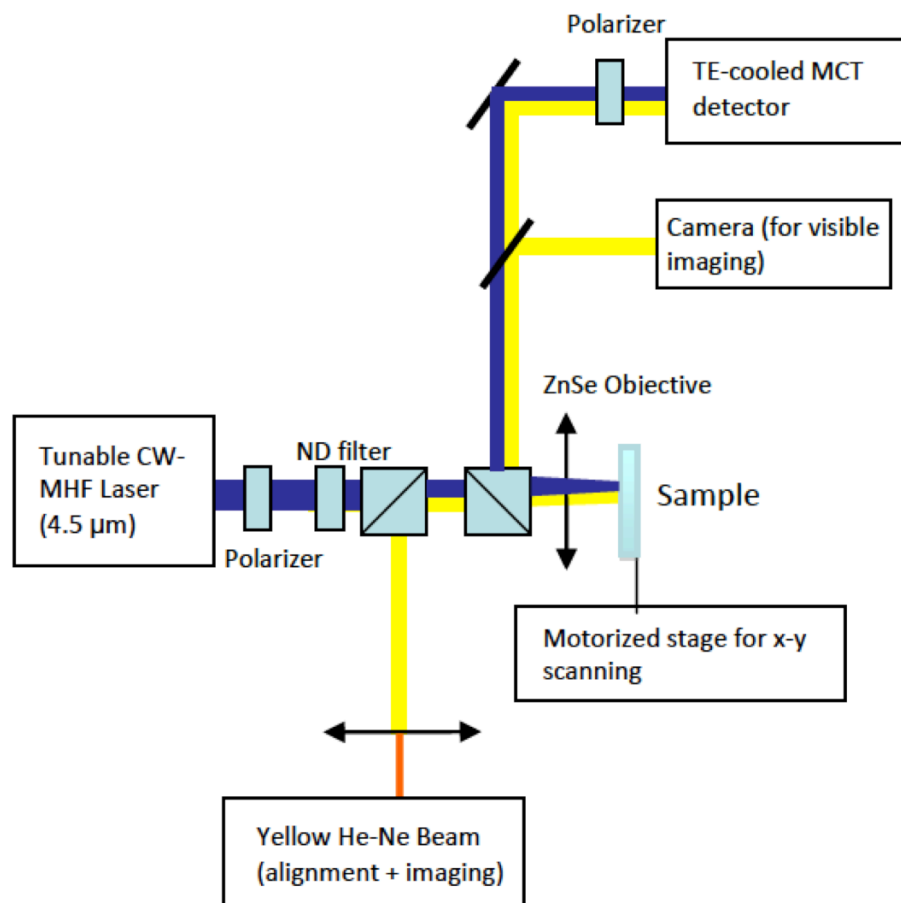 Polarizer
TE-cooled MCT
detector
Camera (for visible
imaging)
ZnSe Objective
ND filter
Tunable CW-
MHF Laser
(4.5 µm)
Sample
Polarizer
Motorized stage for x-y
scanning
Yellow He-Ne Beam
(alignment + imaging)